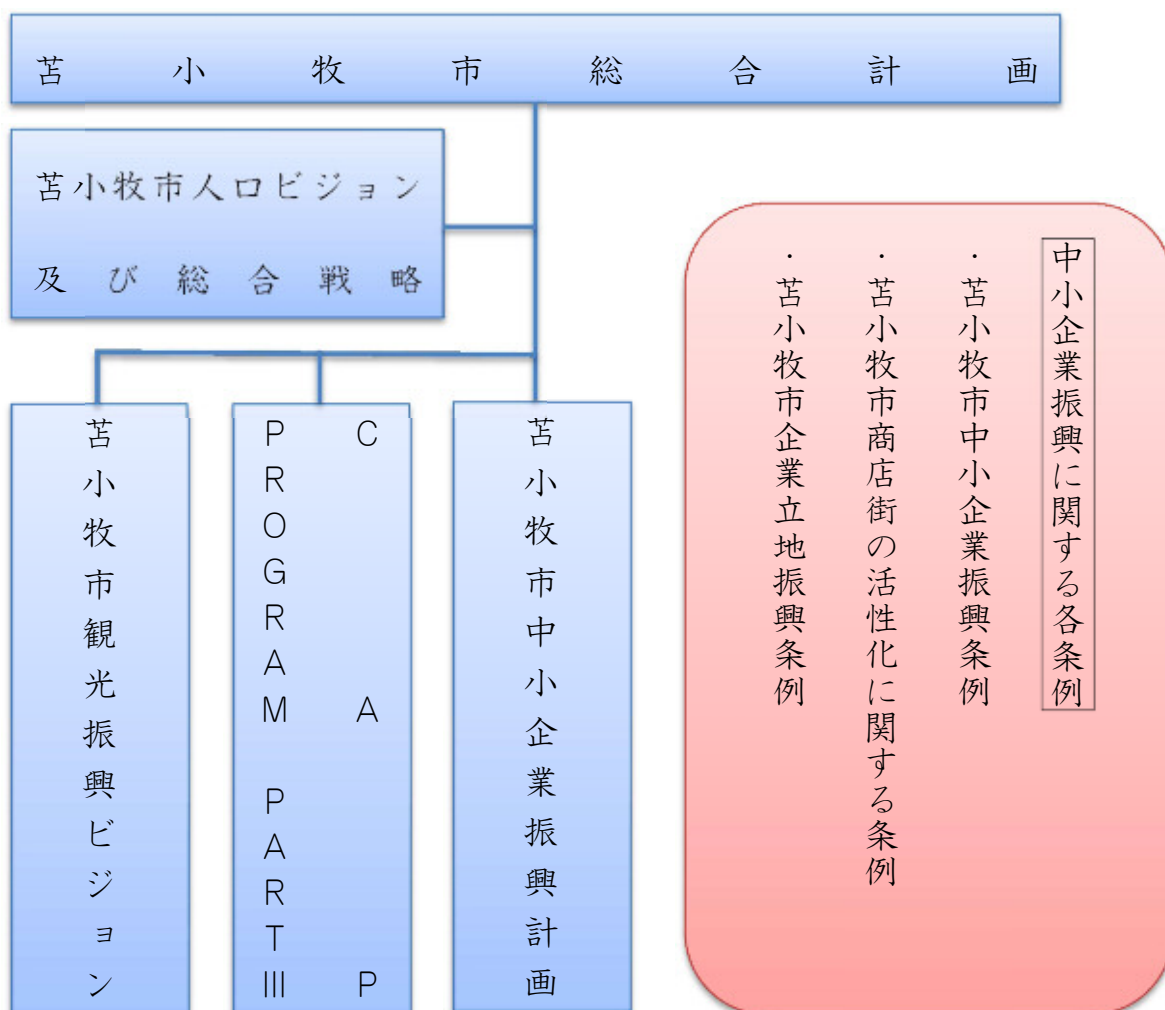 苫小牧市総合計画
苫小牧市人口ビジョン
及び総合戦略
中小企業振興に関する各条例
・苫小牧市中小企業振興条例
・苫小牧市商店街の活性化に関する条例
・苫小牧市企業立地振興条例
苫小牧市中小企業振興計画
CAP
PROGRAM PARTⅢ
苫小牧市観光振興ビジョン